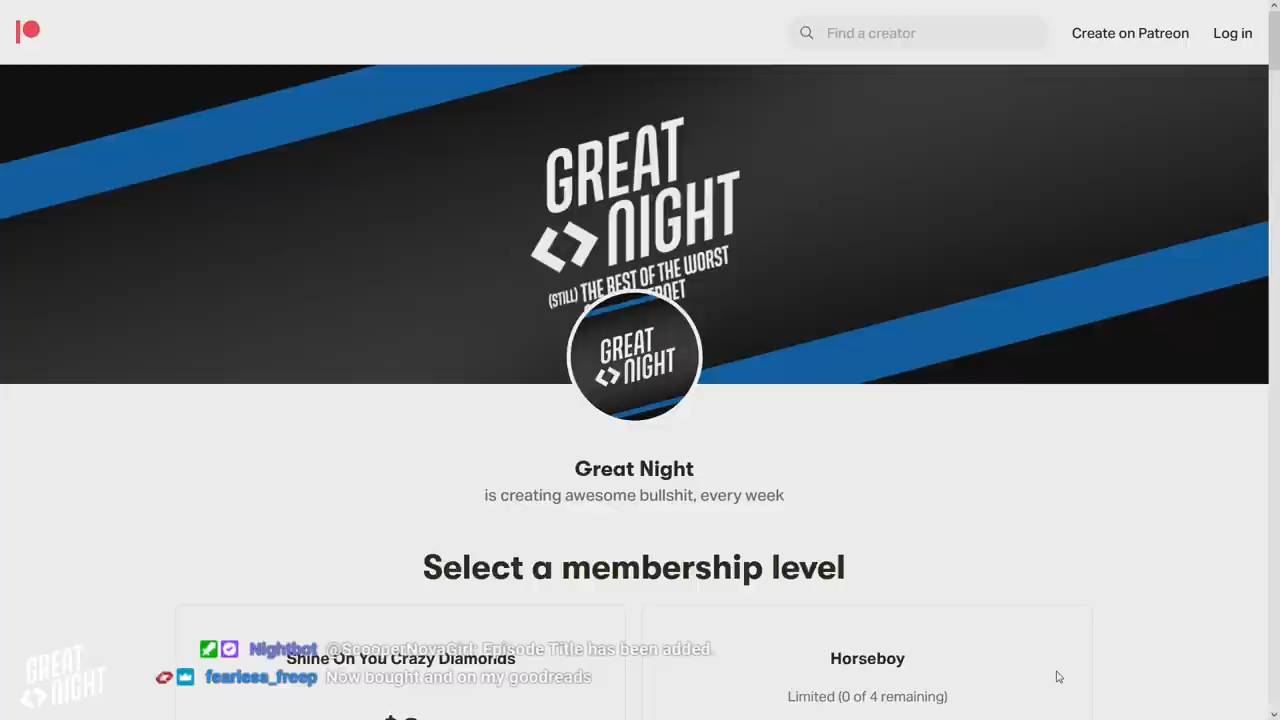 Find a creator
Create on Patreon
Log in
GREAT
NIGHT
(STILL) THE BEST OF THE WORST
GREAT
NIGHT
Great Night
is creating awesome bullshit, every week
Select a membership level
Nightbot @ScooperNovaGirl: Episode Title has been added.
Shine On You Crazy Diamonds
Horseboy
fearless_freep Now bought and on my goodreads
Limited (0 of 4 remaining)
GREAT
NIGHT